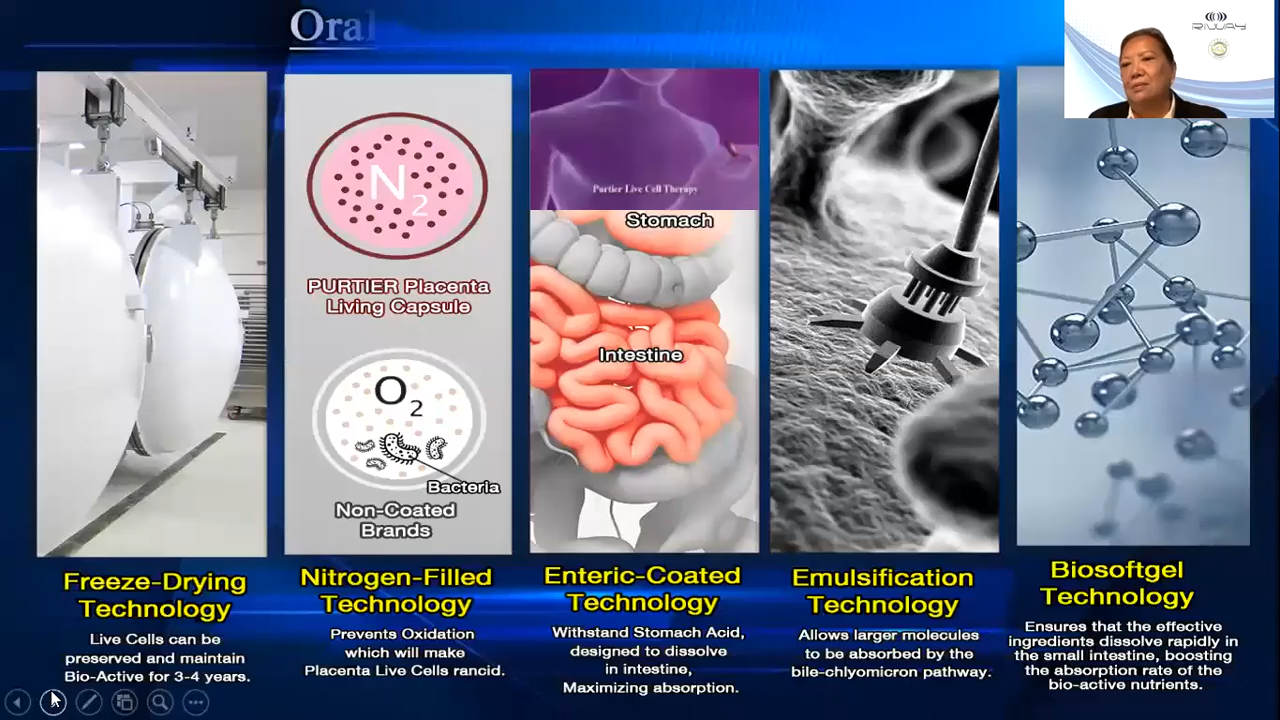 Oral
RIWAY
N2
PURTIER Placenta
Living Capsule
O2
Bacteria
Non-Coated
Brands
Purtier Live Cell Therapy
Stomach
Intestine
Freeze-Drying
Technology
Live Cells can be
preserved and maintain
Bio-Active for 3-4 years.
Nitrogen-Filled
Technology
Prevents Oxidation
which will make
Placenta Live Cells rancid.
Enteric-Coated
Technology
Withstand Stomach Acid,
designed to dissolve
in intestine,
Maximizing absorption.
Emulsification
Technology
Allows larger molecules
to be absorbed by the
bile-chlyomicron pathway.
Biosoftgel
Technology
Ensures that the effective
ingredients dissolve rapidly in
the small intestine, boosting
the absorption rate of the
bio-active nutrients.